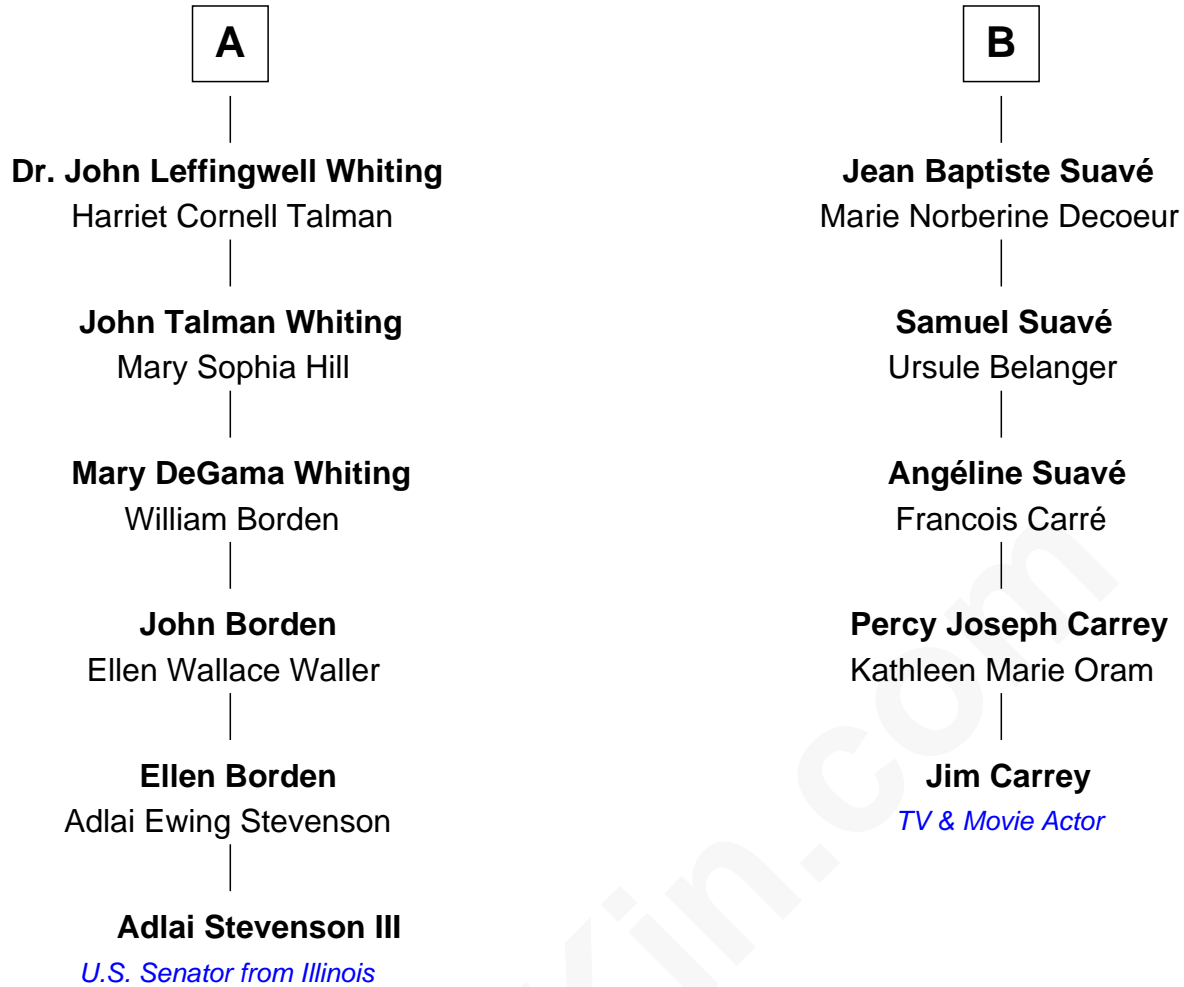 A
Dr. John Leffingwell Whiting
Harriet Cornell Talman
John Talman Whiting
Mary Sophia Hill
Mary DeGama Whiting
William Borden
John Borden
Ellen Wallace Waller
Ellen Borden
Adlai Ewing Stevenson
Adlai Stevenson III
U.S. Senator from Illinois
B
Jean Baptiste Suavé
Marie Norberine Decoeur
Samuel Suavé
Ursule Belanger
Angéline Suavé
Francois Carré
Percy Joseph Carrey
Kathleen Marie Oram
Jim Carrey
TV & Movie Actor
Kin.com